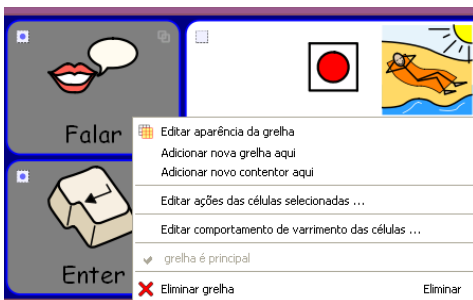 Falar
Enter
Editar aparência da grelha
Adicionar nova grelha aqui
Adicionar novo contentor aqui
Editar ações das células selecionadas ...
Editar comportamento de varrimento das células ...
grelha é principal
Eliminar grelha Eliminar